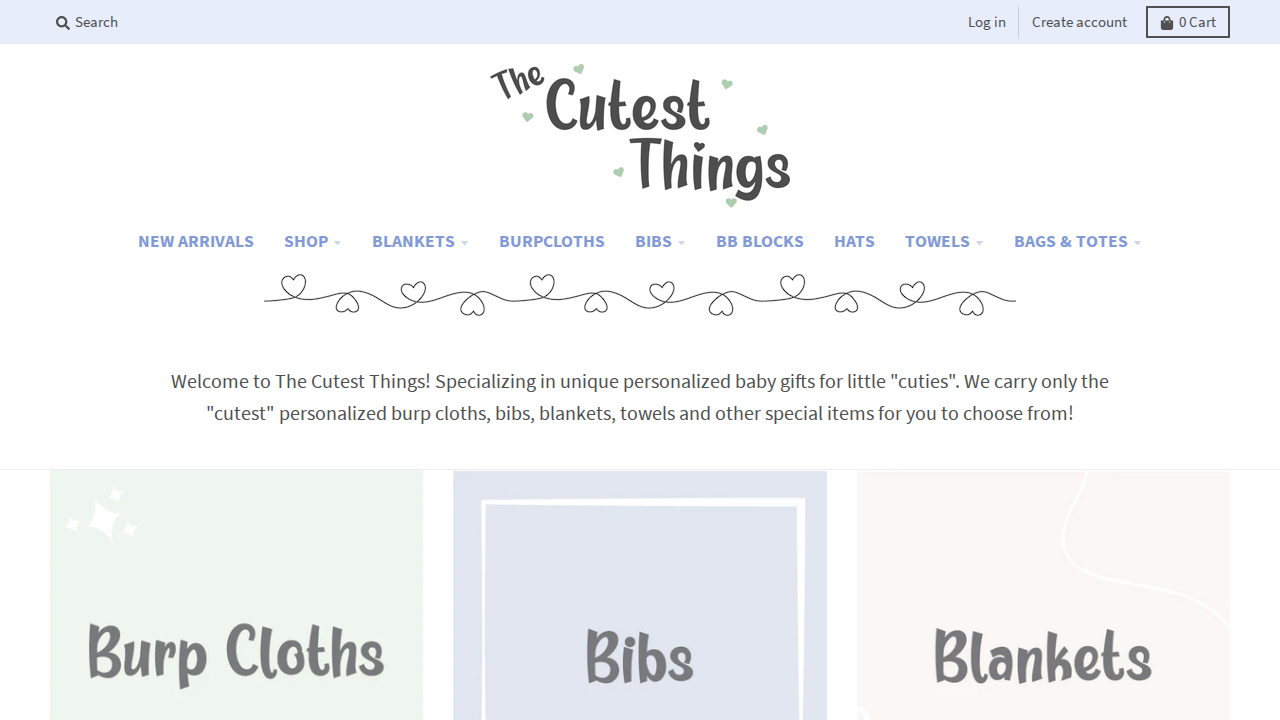 Search
Log in
Create account
0 Cart
The
Cutest
Things
NEW ARRIVALS
SHOP
BLANKETS
BURPCLOTHS
BIBS
BB BLOCKS
HATS
TOWELS
BAGS & TOTES
Welcome to The Cutest Things! Specializing in unique personalized baby gifts for little "cuties". We carry only the
"cutest" personalized burp cloths, bibs, blankets, towels and other special items for you to choose from!
Burp Cloths
Bibs
Blankets